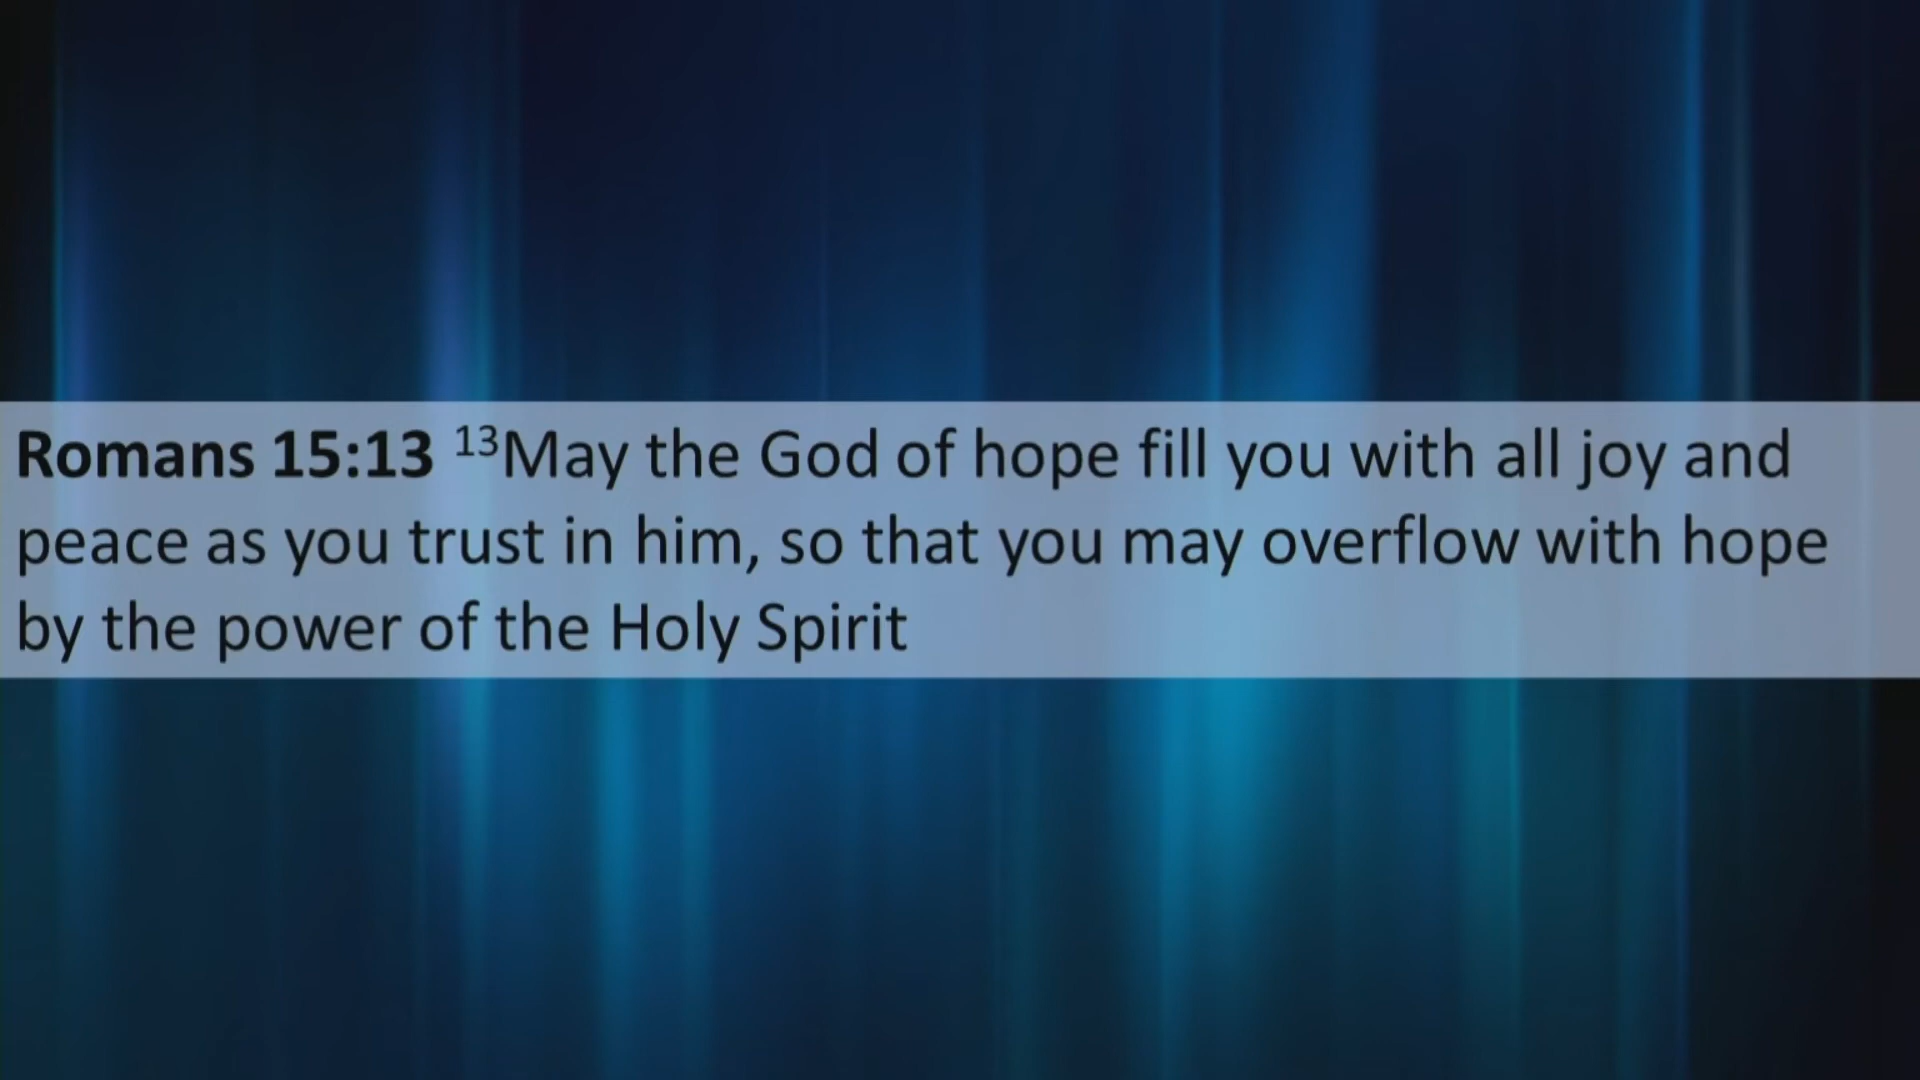 Romans 15:13 ¹³May the God of hope fill you with all joy and
peace as you trust in him, so that you may overflow with hope
by the power of the Holy Spirit